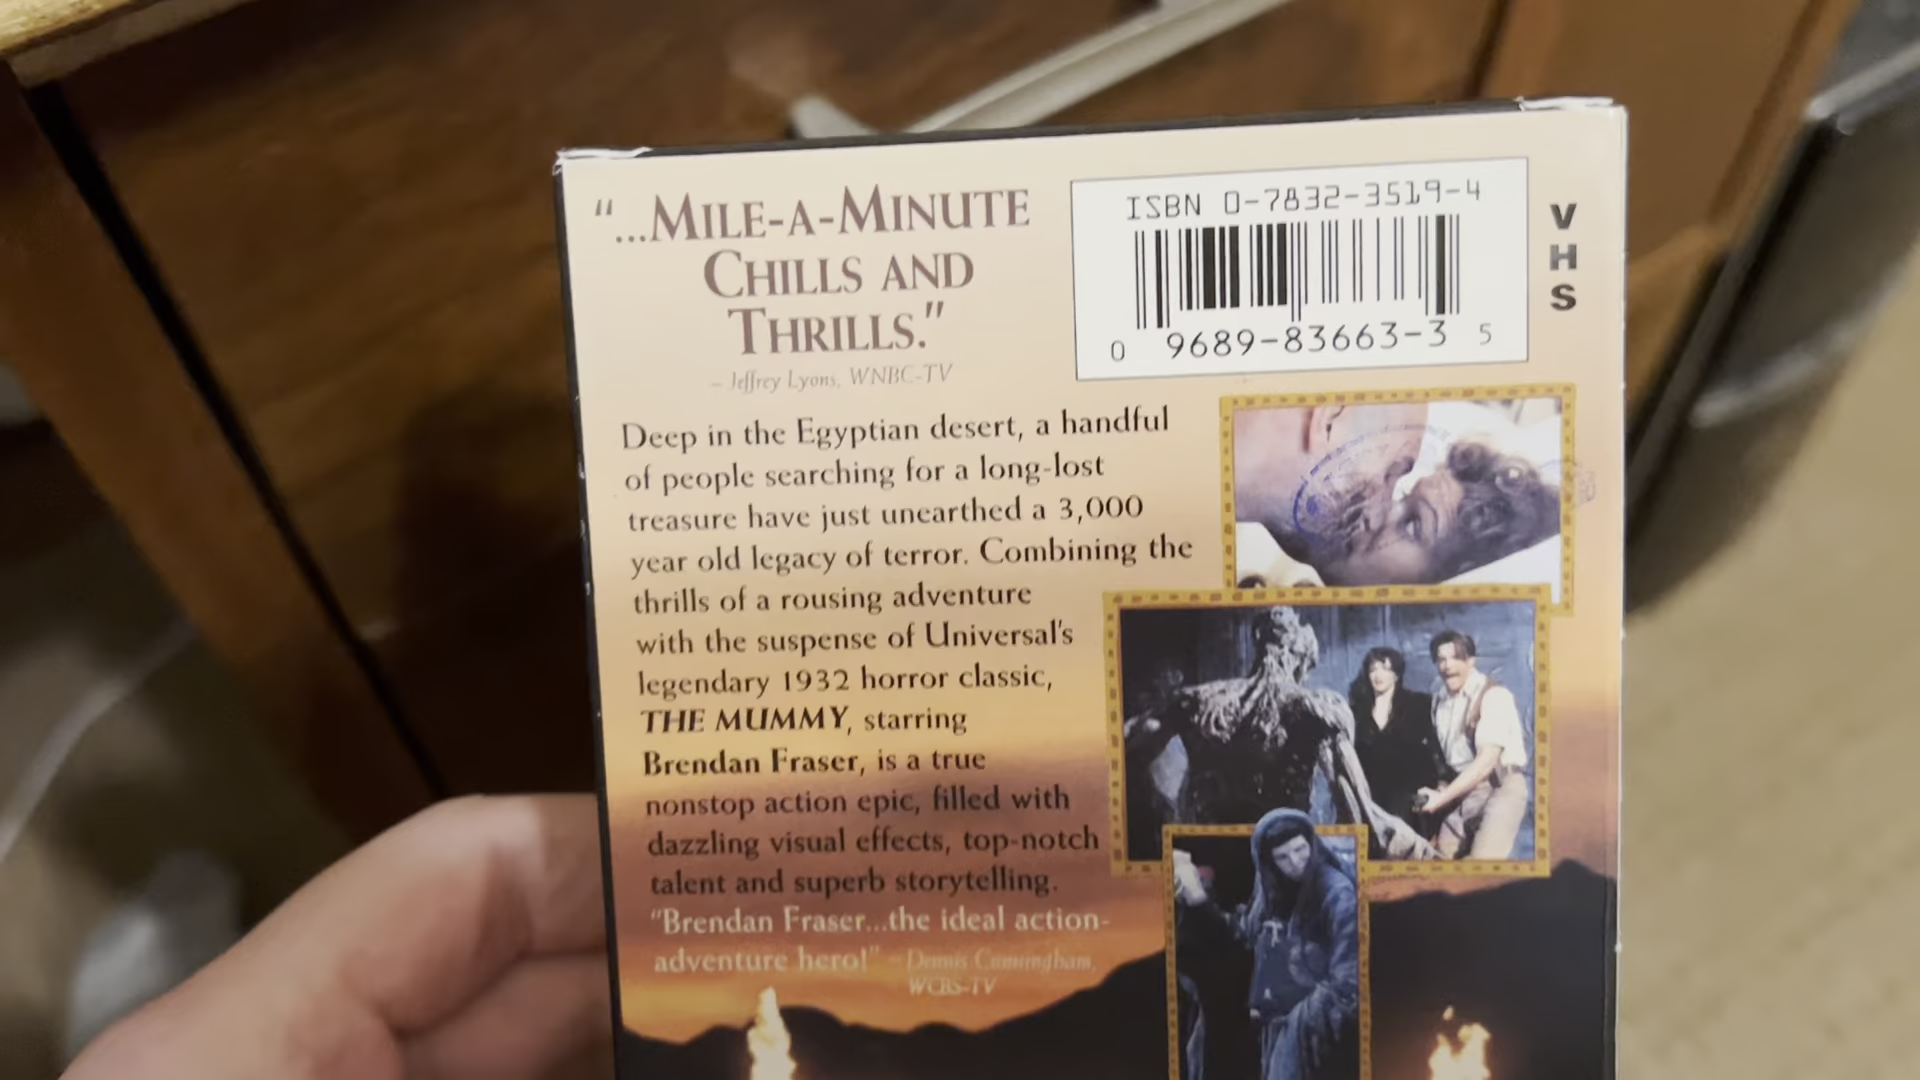 “...MILE-A-MINUTE
CHILLS AND
THRILLS.”
– Jeffrey Lyons, WNBC-TV
ISBN 0-7832-3519-4
0 9689-83663-3 5
VHS
Deep in the Egyptian desert, a handful
of people searching for a long-lost
treasure have just unearthed a 3,000
year old legacy of terror. Combining the
thrills of a rousing adventure
with the suspense of Universal's
legendary 1932 horror classic,
THE MUMMY, starring
Brendan Fraser, is a true
nonstop action epic, filled with
dazzling visual effects, top-notch
talent and superb storytelling.
“Brendan Fraser...the ideal action-
adventure hero!” – Dennis Cunningham,
WCBS-TV